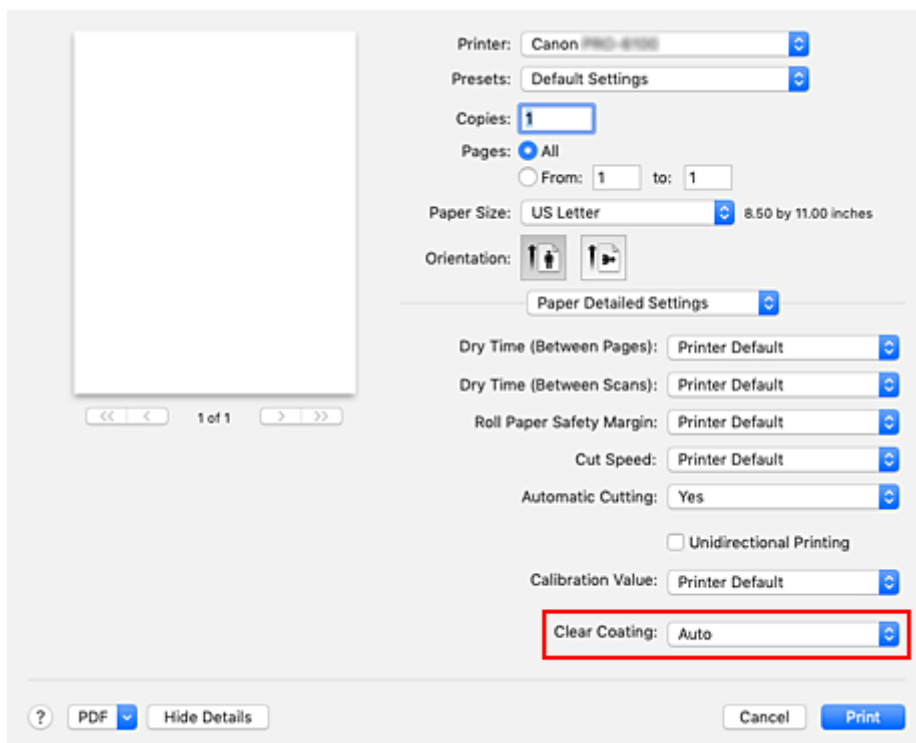 Printer: Canon
Presets: Default Settings
Copies: 1
Pages: All
From: 1 to: 1
Paper Size: US Letter 8.50 by 11.00 inches
Orientation:
Paper Detailed Settings
Dry Time (Between Pages): Printer Default
Dry Time (Between Scans): Printer Default
<< < 1 of 1 > >>
Roll Paper Safety Margin: Printer Default
Cut Speed: Printer Default
Automatic Cutting: Yes
Unidirectional Printing
Calibration Value: Printer Default
Clear Coating: Auto
? PDF Hide Details Cancel Print